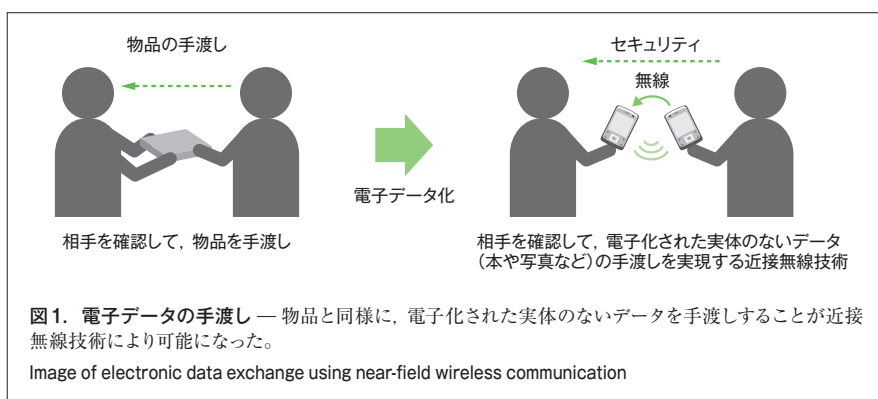 物品の手渡し
相手を確認して，物品を手渡し
電子データ化
セキュリティ
無線
相手を確認して，電子化された実体のないデータ
（本や写真など）の手渡しを実現する近接無線技術
図1．電子データの手渡し — 物品と同様に，電子化された実体のないデータを手渡しすることが近接
無線技術により可能になった。
Image of electronic data exchange using near-field wireless communication